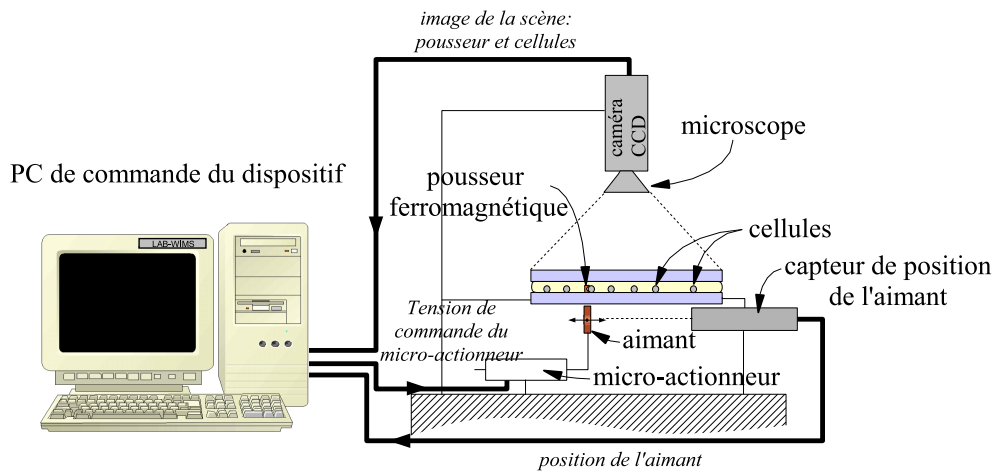 image de la scène:
pousseur et cellules
caméra
CCD
microscope
PC de commande du dispositif
pousseur
ferromagnétique
cellules
LAB-WIMS
capteur de position
de l'aimant
Tension de
commande du
micro-actionneur
aimant
micro-actionneur
position de l'aimant